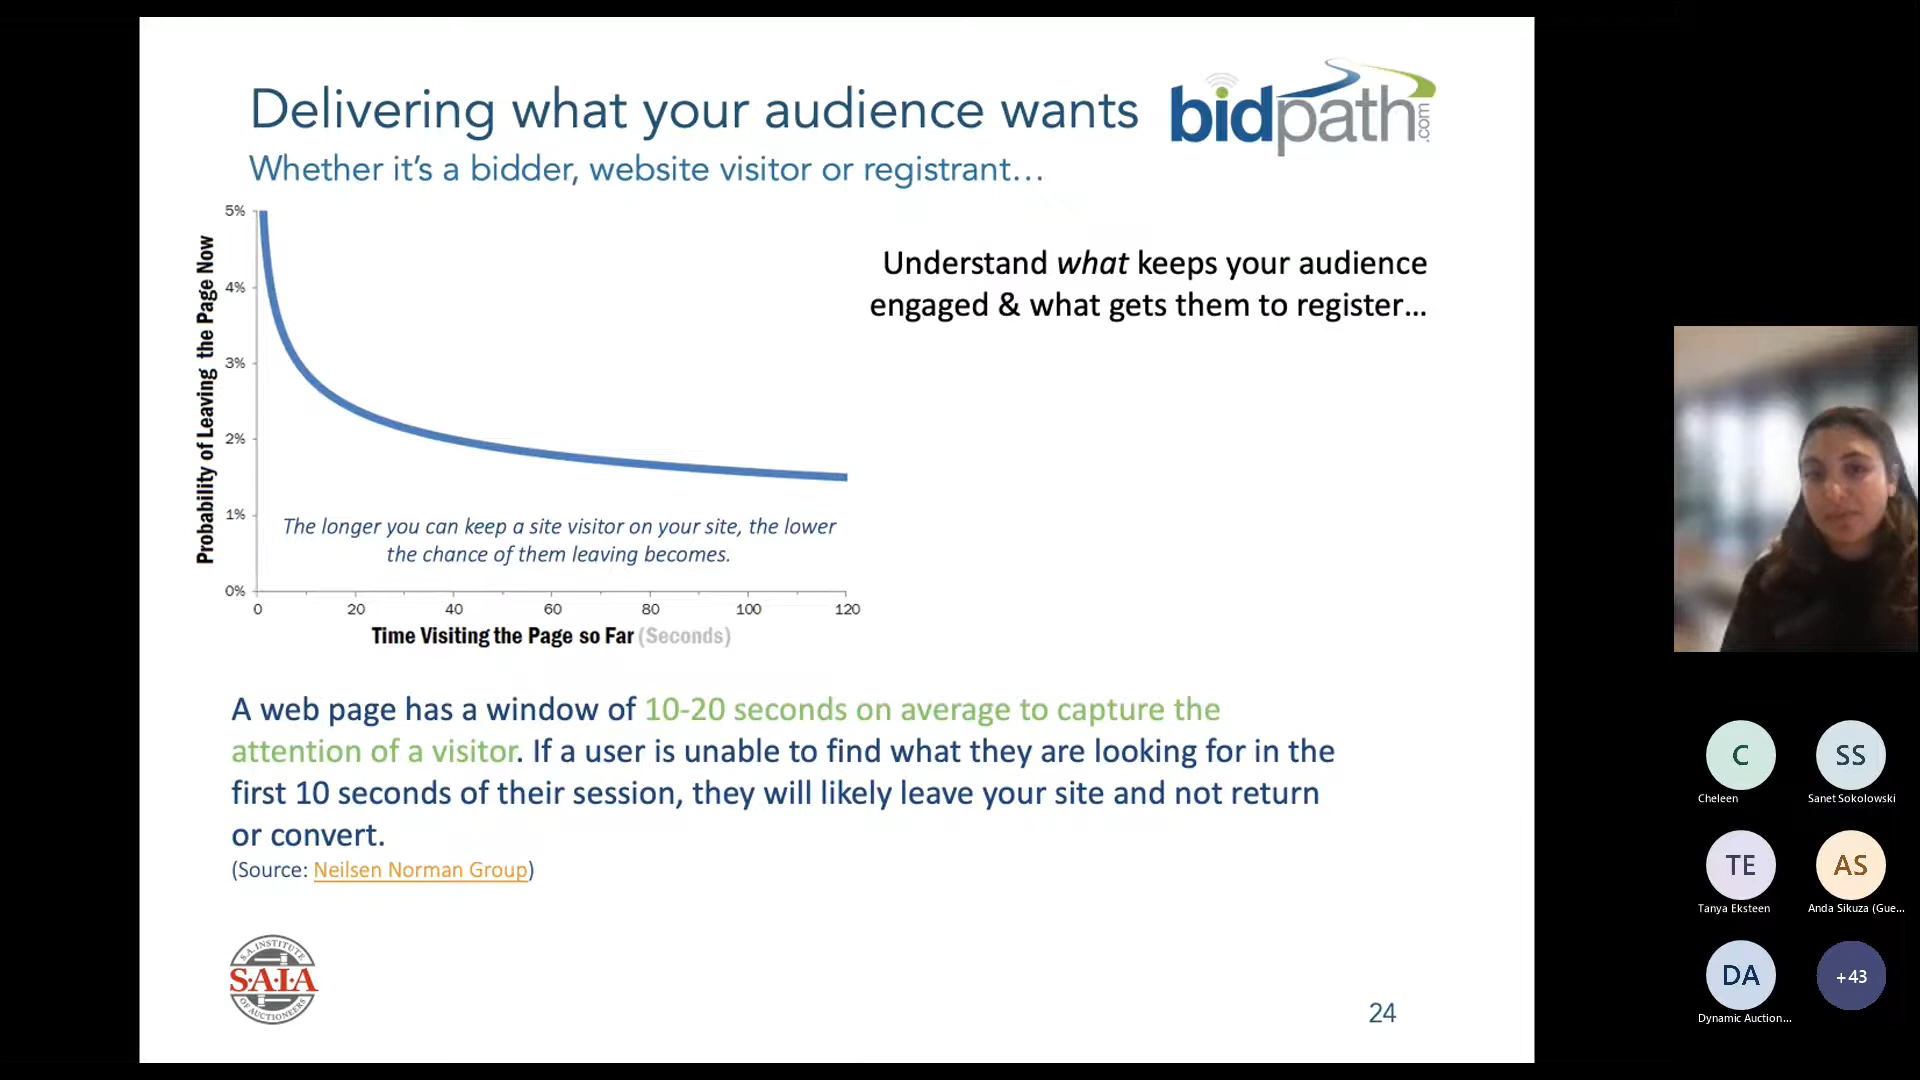 Delivering what your audience wants
bidpath.com
Whether it's a bidder, website visitor or registrant...
5%
4%
3%
2%
1%
0%
Probability of Leaving the Page Now
The longer you can keep a site visitor on your site, the lower
the chance of them leaving becomes.
0 20 40 60 80 100 120
Time Visiting the Page so Far (Seconds)
Understand what keeps your audience
engaged & what gets them to register...
A web page has a window of 10-20 seconds on average to capture the
attention of a visitor. If a user is unable to find what they are looking for in the
first 10 seconds of their session, they will likely leave your site and not return
or convert.
(Source: Neilsen Norman Group)
S.A. INSTITUTE
S·A·I·A
OF AUCTIONEERS
24
C SS
Cheleen Sanet Sokolowski
TE AS
Tanya Eksteen Anda Sikuza (Gue...
DA +43
Dynamic Auction...